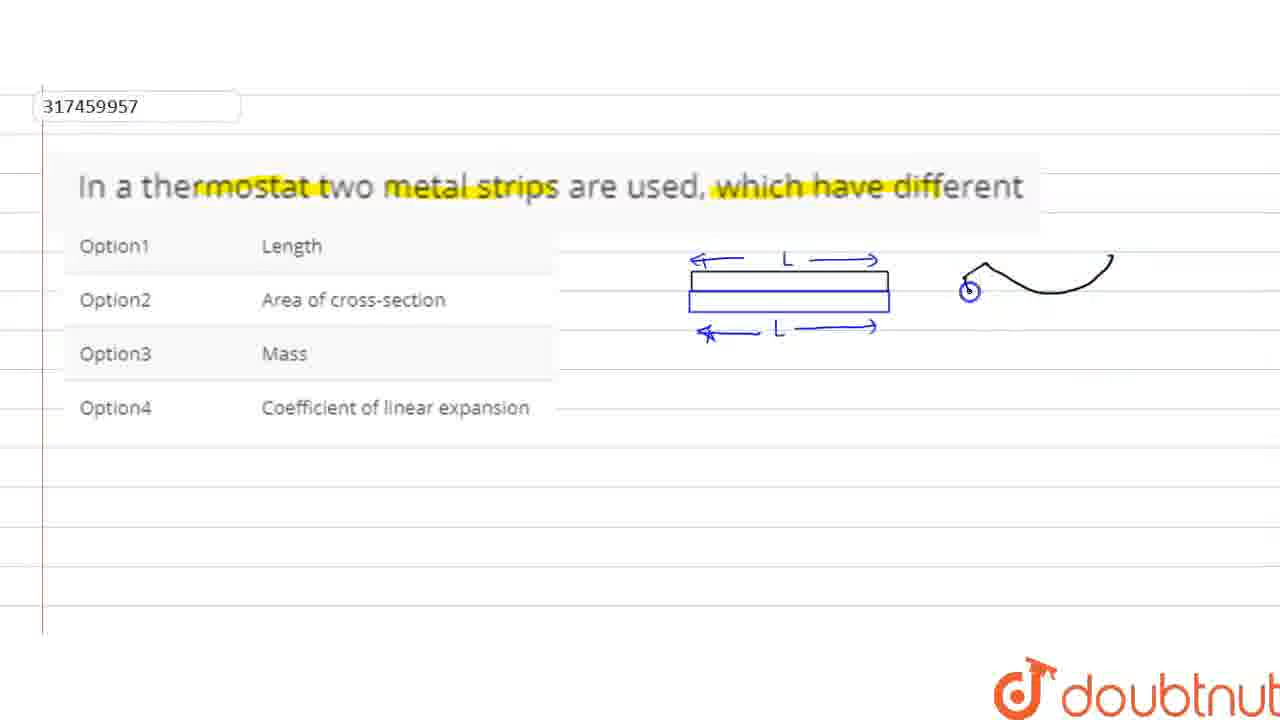 317459957
In a thermostat two metal strips are used, which have different
Option1 Length
Option2 Area of cross-section
Option3 Mass
Option4 Coefficient of linear expansion
L
L
doubtnut